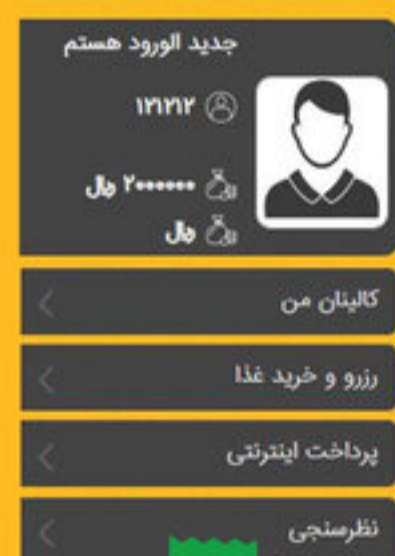 جدید الورود هستم
۱۲۱۲۱۲
۲۰۰۰۰۰۰ ریال
ریال
کالینان من
رزرو و خرید غذا
پرداخت اینترنتی
نظرسنجی